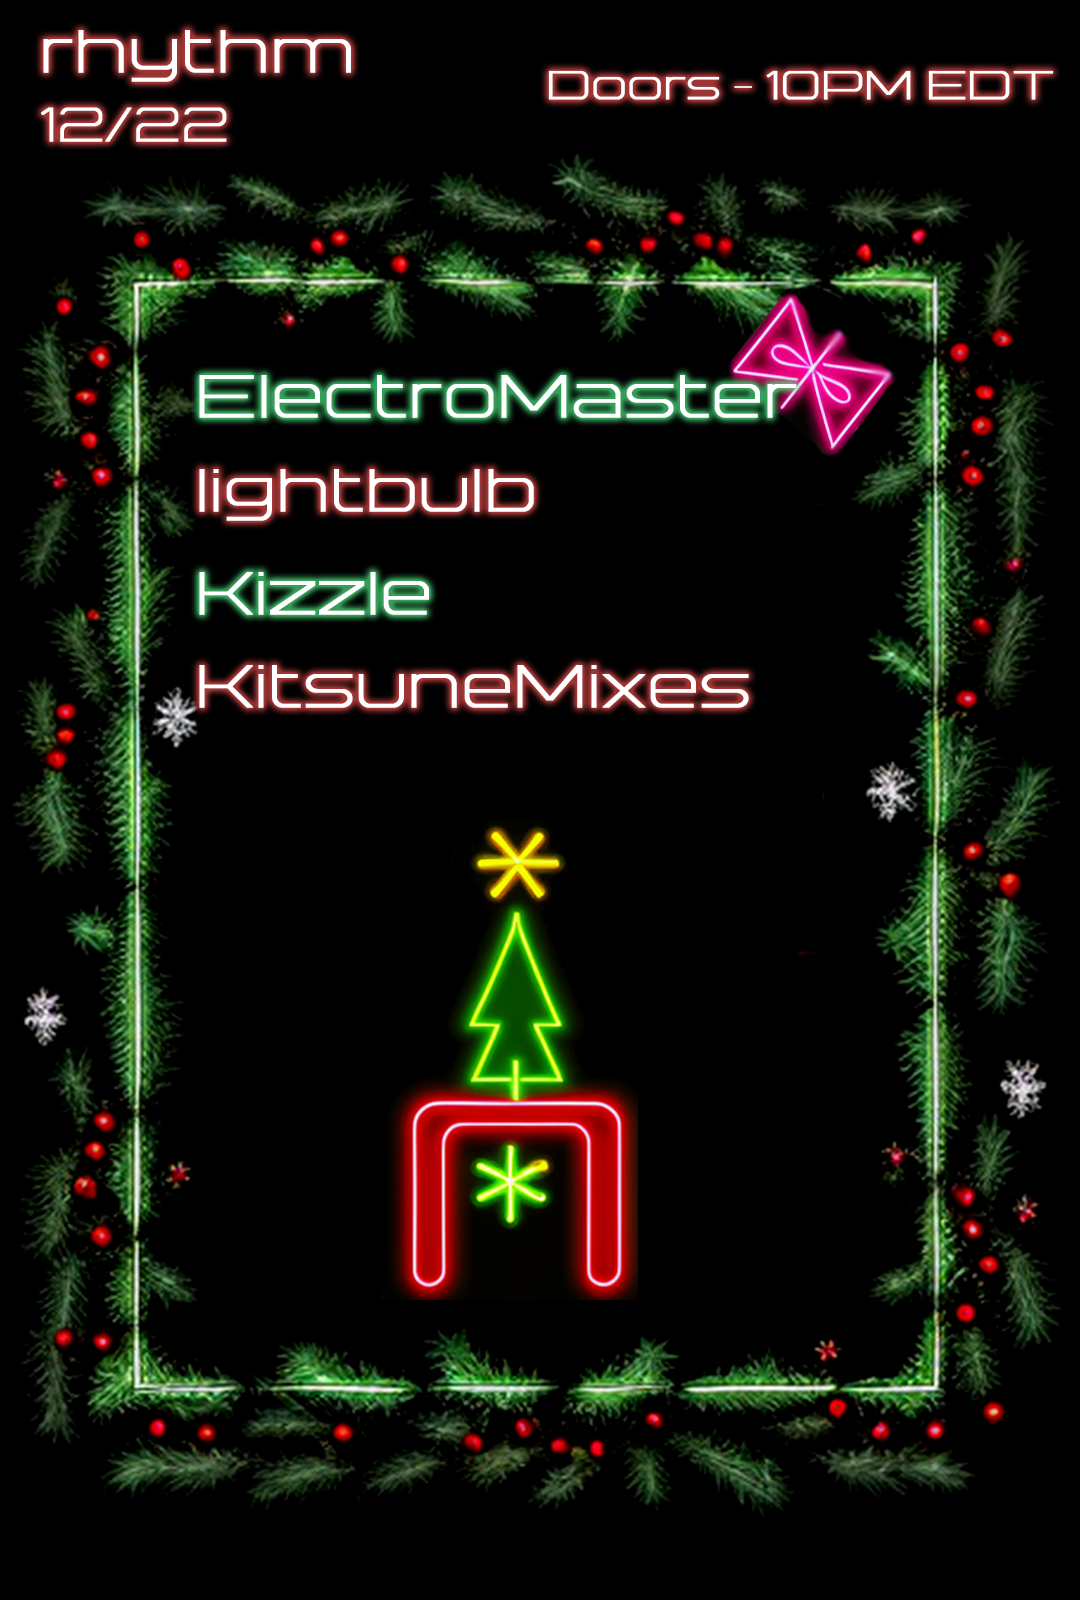 rhythm
12/22
Doors - 10PM EDT
ElectroMaster
lightbulb
Kizzle
KitsuneMixes